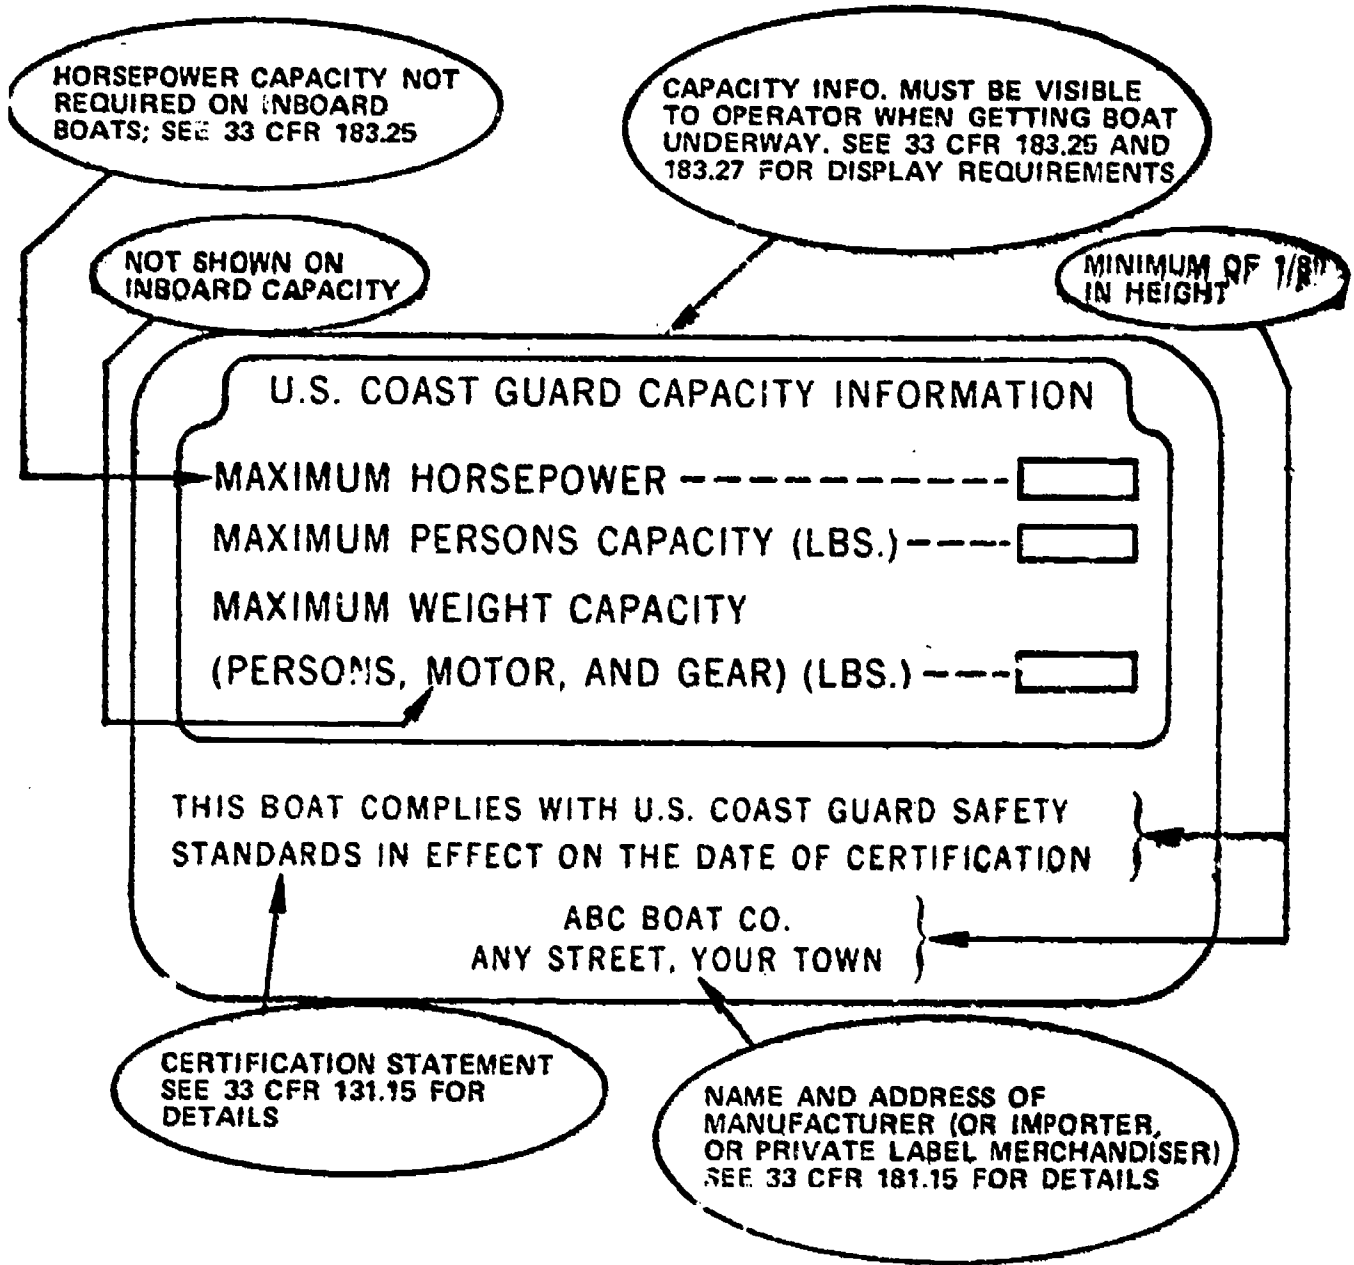 HORSEPOWER CAPACITY NOT
REQUIRED ON INBOARD
BOATS; SEE 33 CFR 183.25
CAPACITY INFO. MUST BE VISIBLE
TO OPERATOR WHEN GETTING BOAT
UNDERWAY. SEE 33 CFR 183.25 AND
183.27 FOR DISPLAY REQUIREMENTS
NOT SHOWN ON
INBOARD CAPACITY
MINIMUM OF 1/8"
IN HEIGHT
U.S. COAST GUARD CAPACITY INFORMATION
MAXIMUM HORSEPOWER
MAXIMUM PERSONS CAPACITY (LBS.)
MAXIMUM WEIGHT CAPACITY
(PERSONS, MOTOR, AND GEAR) (LBS.)
THIS BOAT COMPLIES WITH U.S. COAST GUARD SAFETY
STANDARDS IN EFFECT ON THE DATE OF CERTIFICATION
ABC BOAT CO.
ANY STREET, YOUR TOWN
CERTIFICATION STATEMENT
SEE 33 CFR 131.15 FOR
DETAILS
NAME AND ADDRESS OF
MANUFACTURER (OR IMPORTER,
OR PRIVATE LABEL MERCHANDISER)
SEE 33 CFR 181.15 FOR DETAILS